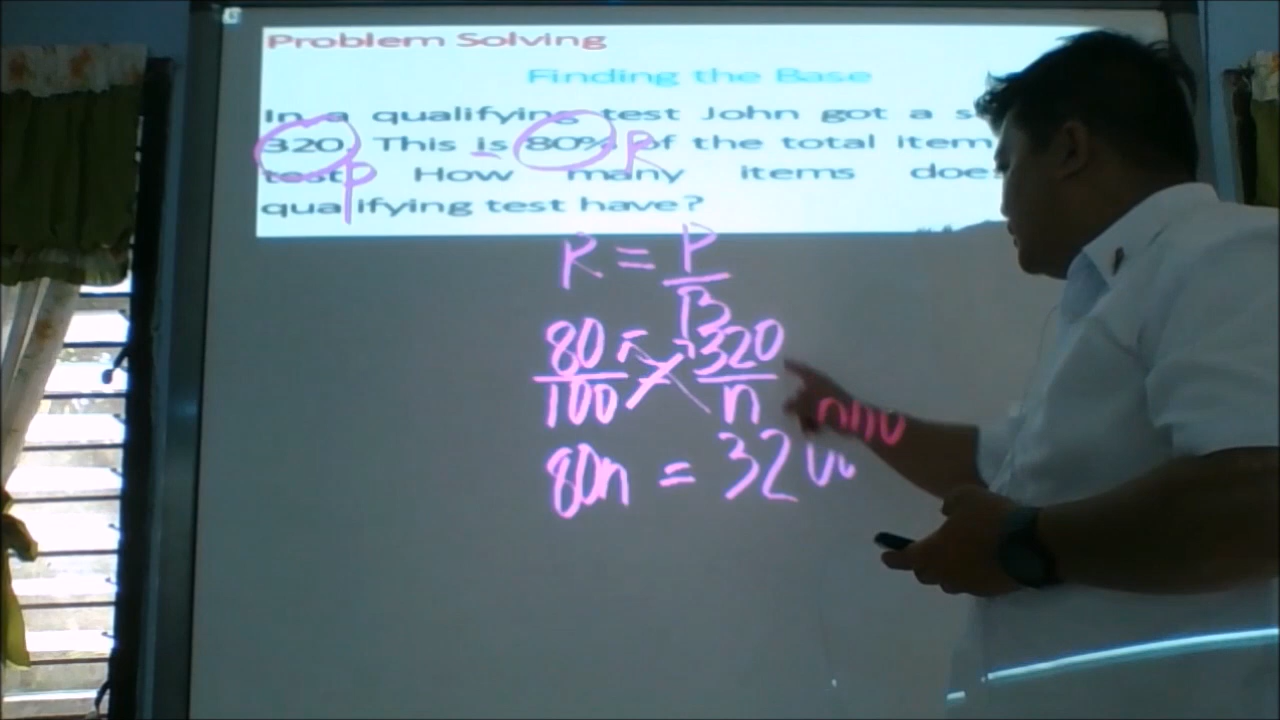 Problem Solving
Finding the Base
In a qualifying test John got a
320. This is 80% of the total
P R
test. How many items does
qualifying test have?
R = P
B
80 = 320
100 n
80n = 32